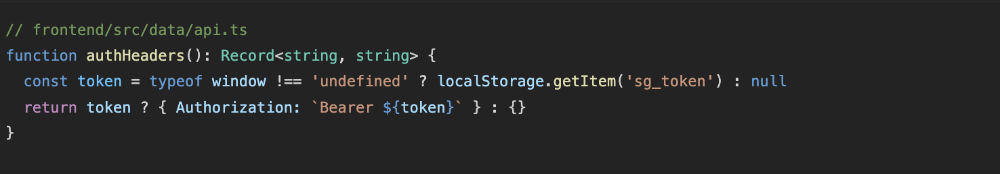 // frontend/src/data/api.ts
function authHeaders(): Record<string, string> {
  const token = typeof window !== 'undefined' ? localStorage.getItem('sg_token') : null
  return token ? { Authorization: `Bearer ${token}` } : {}
}